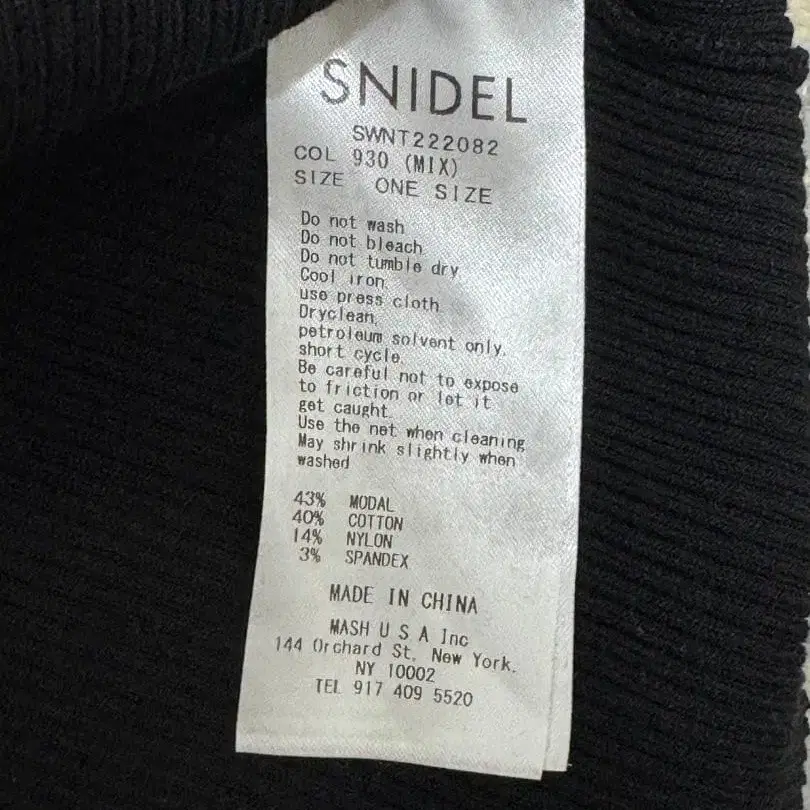 SNIDEL
SWNT222082
COL 930 (MIX)
SIZE ONE SIZE
Do not wash
Do not bleach
Do not tumble dry
Cool iron.
use press cloth.
Dryclean,
petroleum solvent only.
short cycle.
Be careful not to expose
to friction or let it
get caught.
Use the net when cleaning
May shrink slightly when
washed
43% MODAL
40% COTTON
14% NYLON
3% SPANDEX
MADE IN CHINA
MASH U S A Inc
144 Orchard St, New York.
NY 10002
TEL 917 409 5520